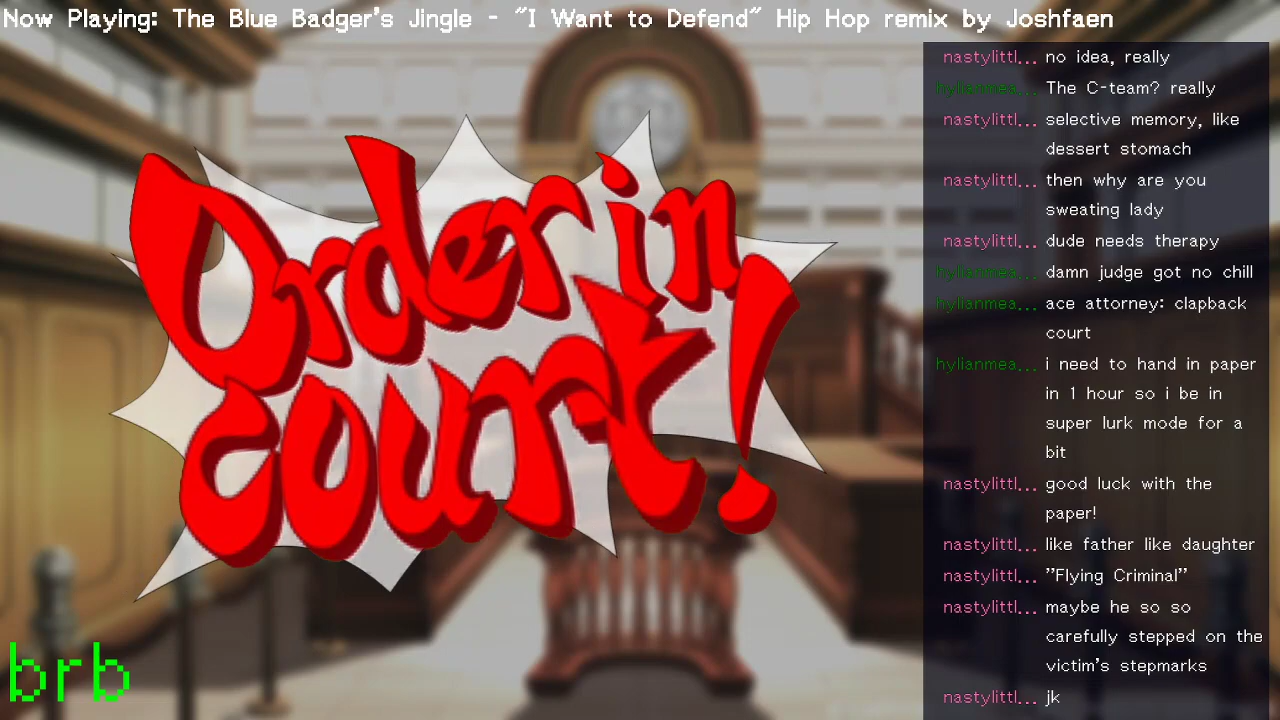 Now Playing: The Blue Badger's Jingle - "I Want to Defend" Hip Hop remix by Joshfaen
Order in
court!
brb
nastylittl... no idea, really
hylianmea... The C-team? really
nastylittl... selective memory, like
dessert stomach
nastylittl... then why are you
sweating lady
nastylittl... dude needs therapy
hylianmea... damn judge got no chill
hylianmea... ace attorney: clapback
court
hylianmea... i need to hand in paper
in 1 hour so i be in
super lurk mode for a
bit
nastylittl... good luck with the
paper!
nastylittl... like father like daughter
nastylittl... "Flying Criminal"
nastylittl... maybe he so so
carefully stepped on the
victim's stepmarks
nastylittl... jk